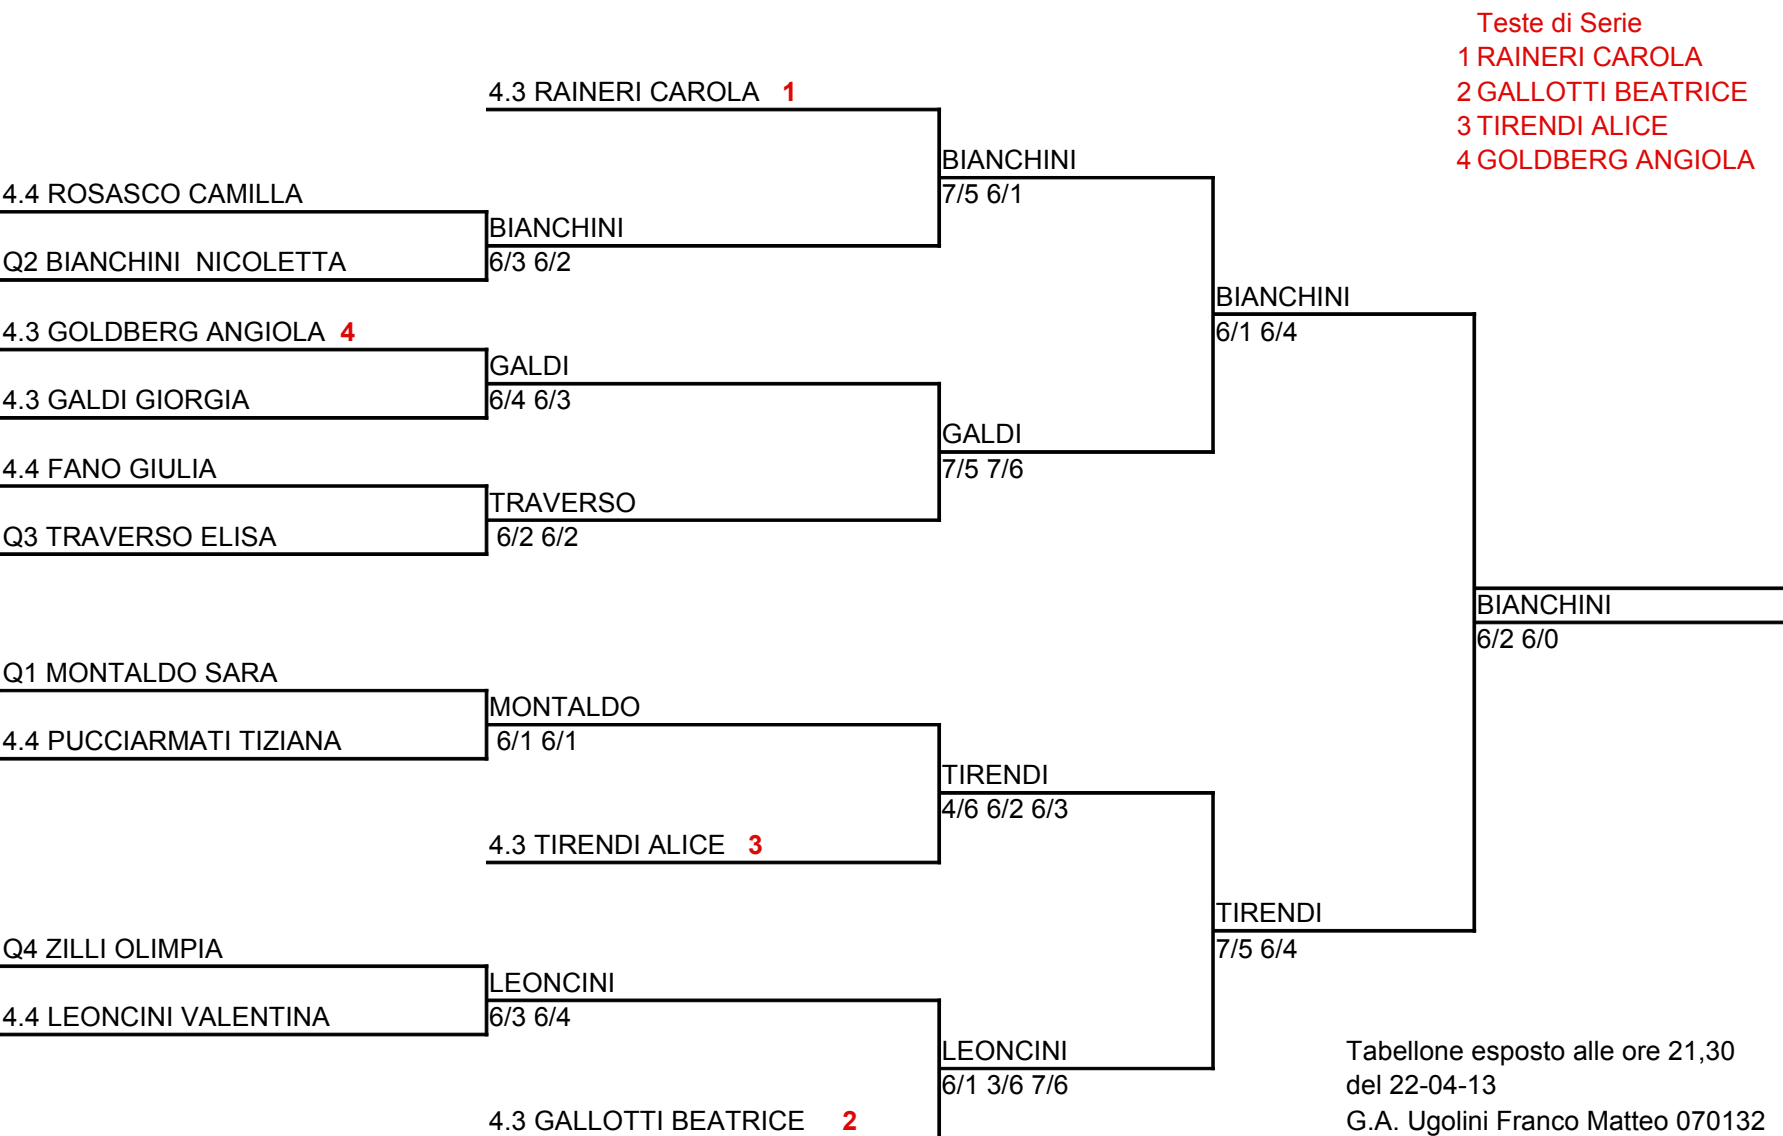 Teste di Serie
1 RAINERI CAROLA
2 GALLOTTI BEATRICE
3 TIRENDI ALICE
4 GOLDBERG ANGIOLA
4.3 RAINERI CAROLA 1
BIANCHINI
7/5 6/1
4.4 ROSASCO CAMILLA
BIANCHINI
6/3 6/2
Q2 BIANCHINI NICOLETTA
BIANCHINI
6/1 6/4
4.3 GOLDBERG ANGIOLA 4
GALDI
6/4 6/3
4.3 GALDI GIORGIA
GALDI
7/5 7/6
4.4 FANO GIULIA
TRAVERSO
6/2 6/2
Q3 TRAVERSO ELISA
BIANCHINI
6/2 6/0
Q1 MONTALDO SARA
MONTALDO
6/1 6/1
4.4 PUCCIARMATI TIZIANA
TIRENDI
4/6 6/2 6/3
4.3 TIRENDI ALICE 3
TIRENDI
7/5 6/4
Q4 ZILLI OLIMPIA
LEONCINI
6/3 6/4
4.4 LEONCINI VALENTINA
LEONCINI
6/1 3/6 7/6
4.3 GALLOTTI BEATRICE 2
Tabellone esposto alle ore 21,30
del 22-04-13
G.A. Ugolini Franco Matteo 070132